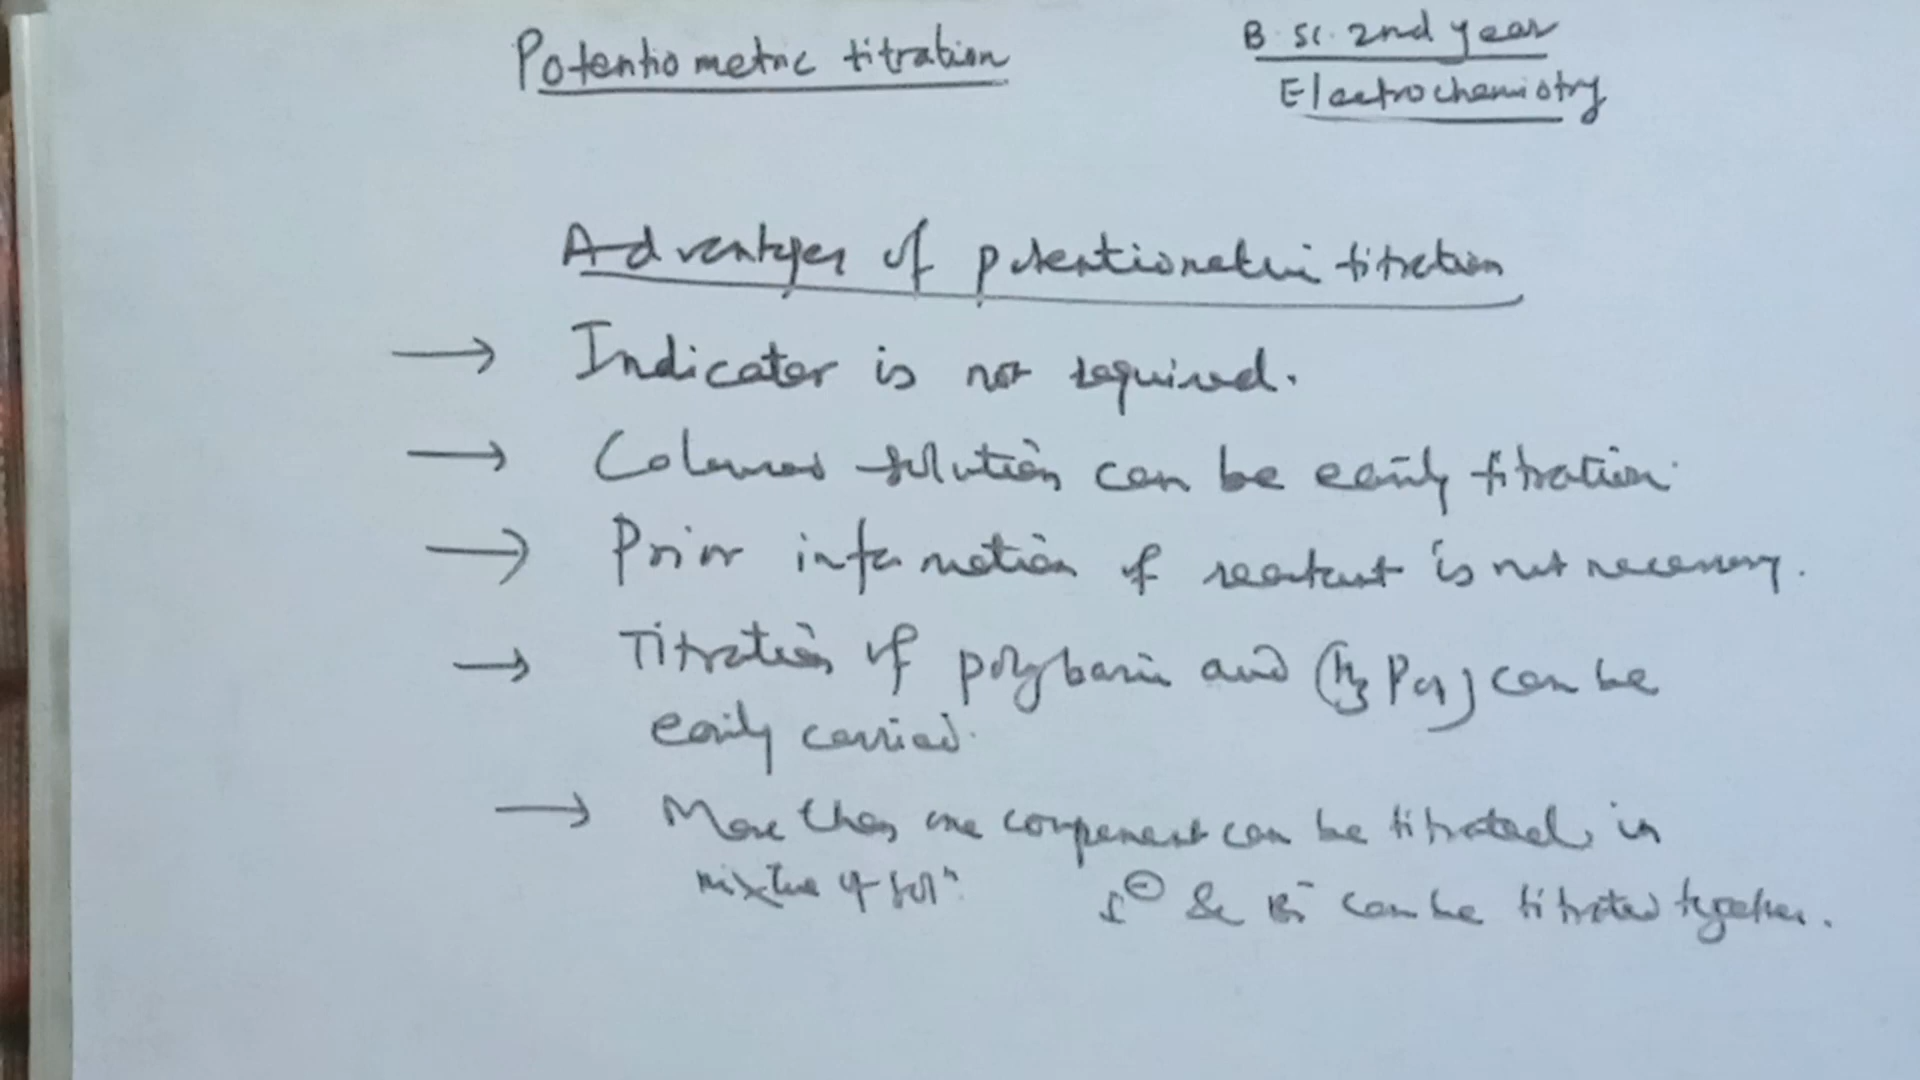 Potentiometric titration
B.Sc. 2nd year
Electrochemistry
Advantages of potentiometric titration
→ Indicator is not required.
→ Coloured solution can be easily titration.
→ Prior information of reactant is not necessary.
→ Titration of polybasic acid (H₃PO₄) can be
easily carried.
→ More than one component can be titrated in
mixture of solⁿ. I⊖ & Br⁻ can be titrated together.